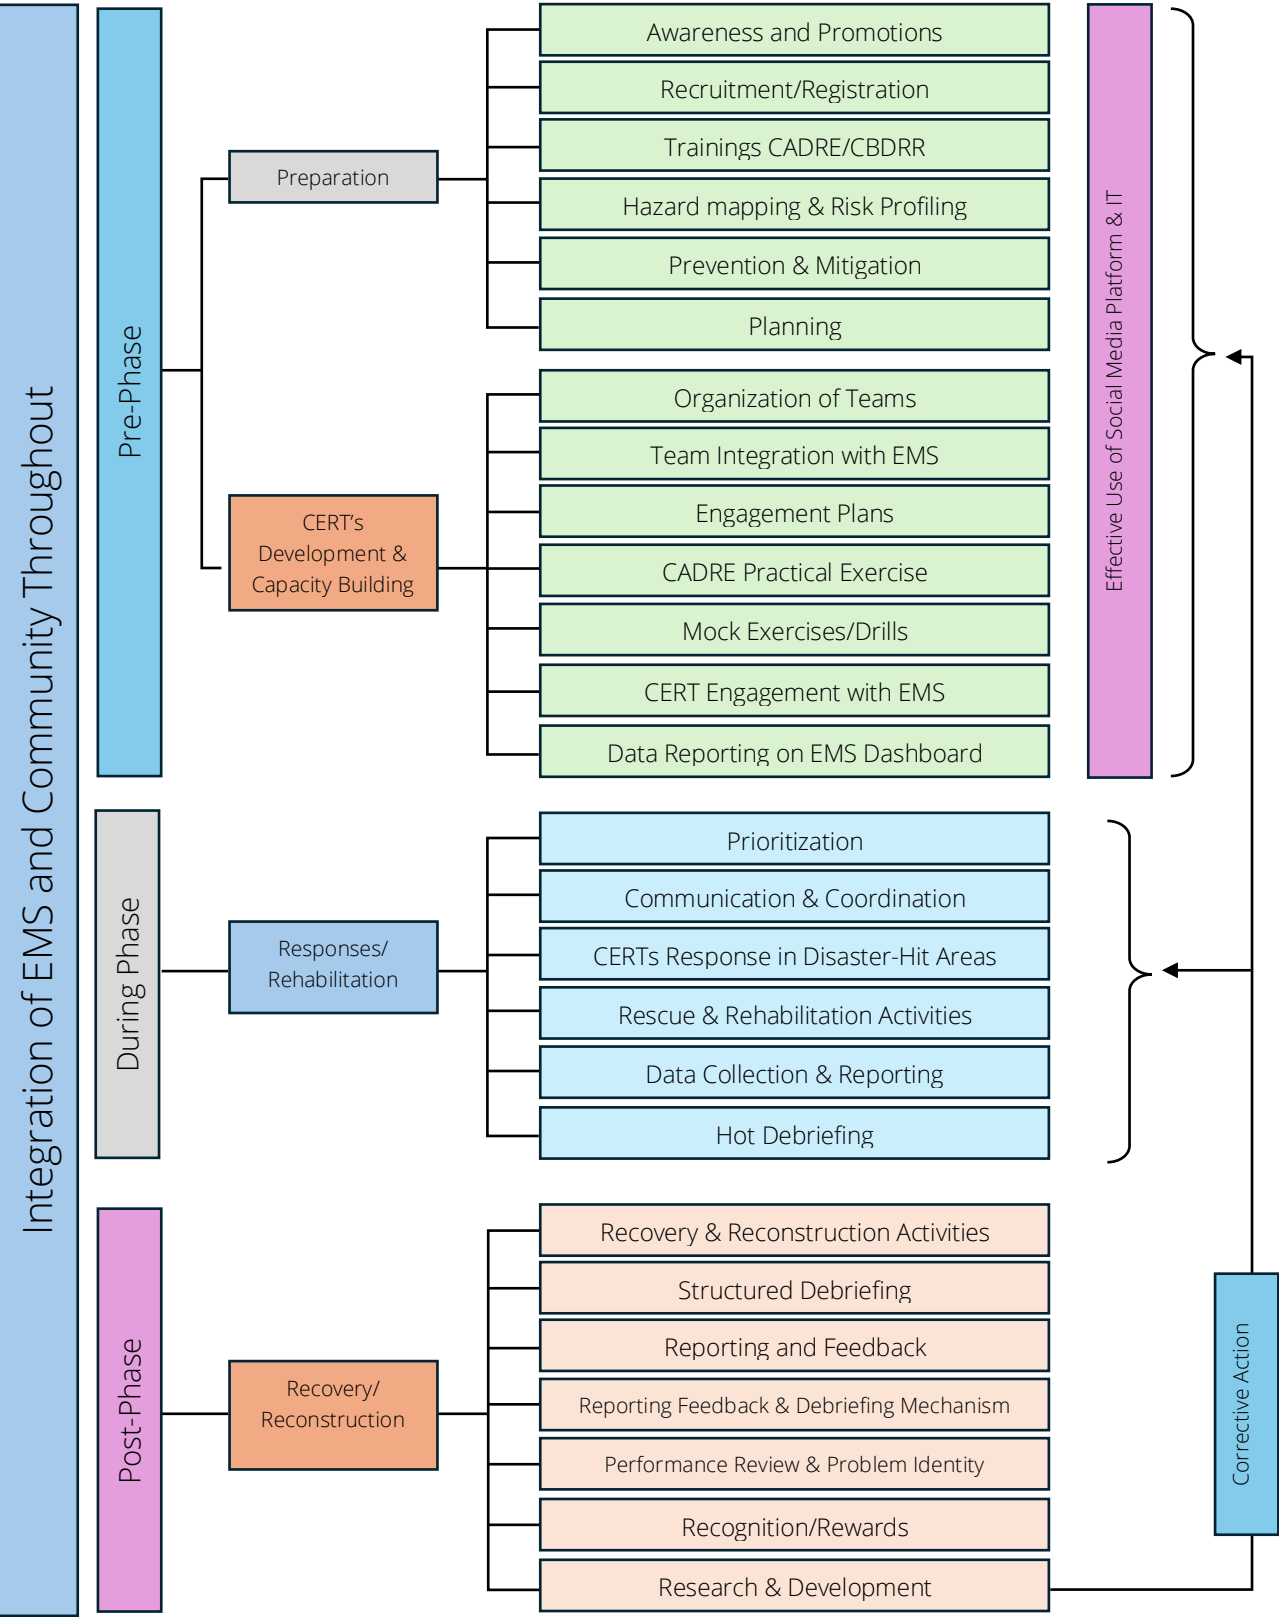 Integration of EMS and Community Throughout
Pre-Phase
Preparation
Awareness and Promotions
Recruitment/Registration
Trainings CADRE/CBDRR
Hazard mapping & Risk Profiling
Prevention & Mitigation
Planning
CERT’s
Development &
Capacity Building
Organization of Teams
Team Integration with EMS
Engagement Plans
CADRE Practical Exercise
Mock Exercises/Drills
CERT Engagement with EMS
Data Reporting on EMS Dashboard
Effective Use of Social Media Platform & IT
During Phase
Responses/
Rehabilitation
Prioritization
Communication & Coordination
CERTs Response in Disaster-Hit Areas
Rescue & Rehabilitation Activities
Data Collection & Reporting
Hot Debriefing
Post-Phase
Recovery/
Reconstruction
Recovery & Reconstruction Activities
Structured Debriefing
Reporting and Feedback
Reporting Feedback & Debriefing Mechanism
Performance Review & Problem Identity
Recognition/Rewards
Research & Development
Corrective Action